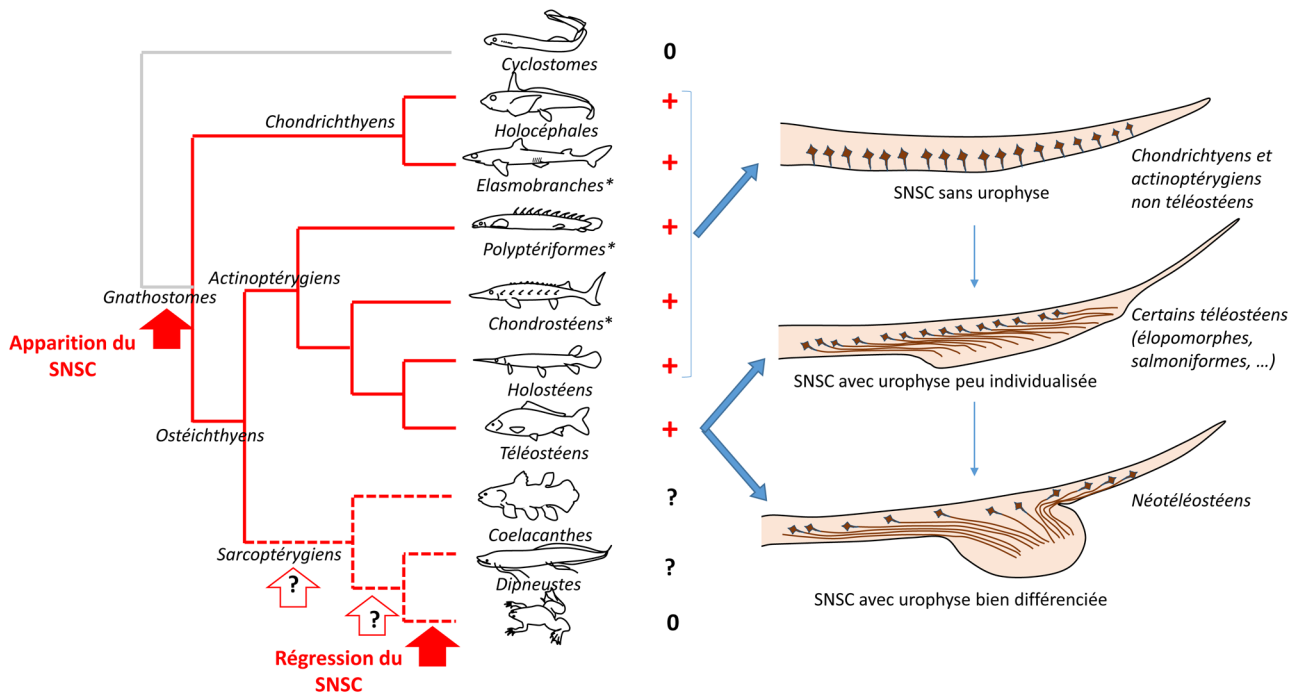 Cyclostomes
0
Chondrichthyens
+
Holocéphales
+
Elasmobranches*
+
Polyptériformes*
Actinoptérygiens
Gnathostomes
+
Chondrostéens*
Apparition du
SNSC
+
Holostéens
+
Ostéichthyens
Téléostéens
?
Coelacanthes
Sarcoptérygiens
?
?
Dipneustes
?
0
Régression du
SNSC
SNSC sans urophyse
Chondrichtyens et
actinoptérygiens
non téléostéens
Certains téléostéens
(élopomorphes,
salmoniformes, ...)
SNSC avec urophyse peu individualisée
Néotéléostéens
SNSC avec urophyse bien différenciée